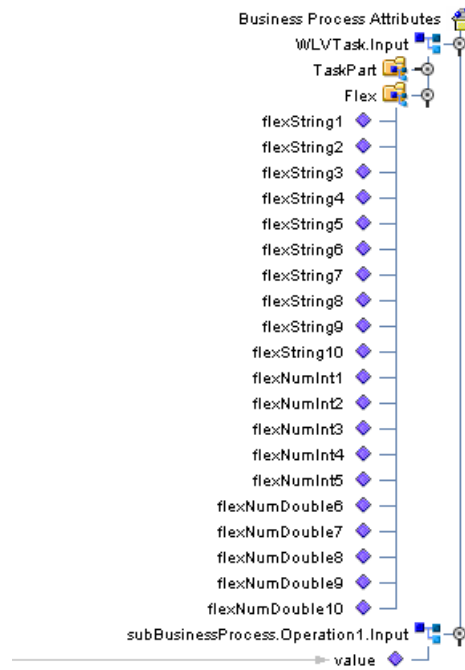 Business Process Attributes
WLVTask.Input
TaskPart
Flex
flexString1
flexString2
flexString3
flexString4
flexString5
flexString6
flexString7
flexString8
flexString9
flexString10
flexNumInt1
flexNumInt2
flexNumInt3
flexNumInt4
flexNumInt5
flexNumDouble6
flexNumDouble7
flexNumDouble8
flexNumDouble9
flexNumDouble10
subBusinessProcess.Operation1.Input
value